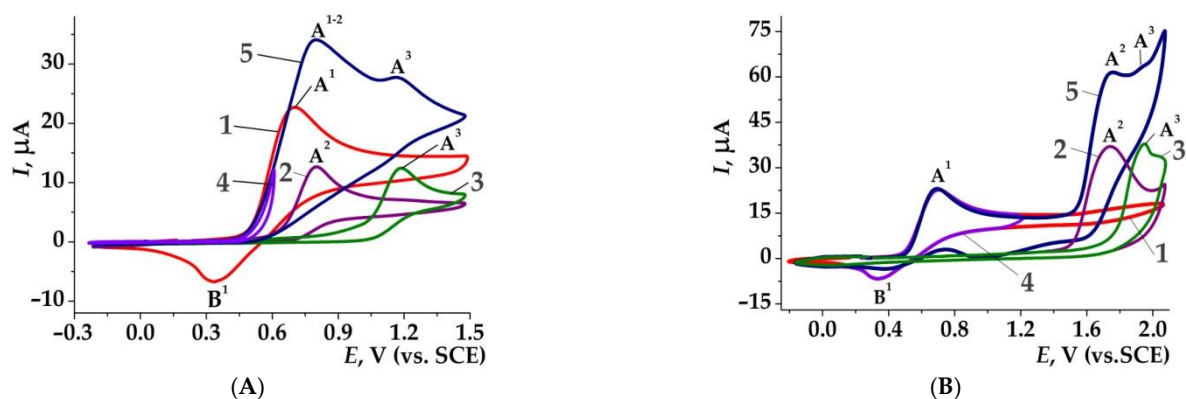 30
20
10
0
−10
I, µA
−0.3
0.0
0.3
0.6
0.9
1.2
1.5
E, V (vs. SCE)
A¹⁻²
5
A³
A¹
1
A²
A³
2
4
3
B¹
(A)
75
60
45
30
15
0
−15
I, µA
0.0
0.4
0.8
1.2
1.6
2.0
E, V (vs.SCE)
A²
A³
5
A³
2
A²
3
A¹
1
4
B¹
(B)